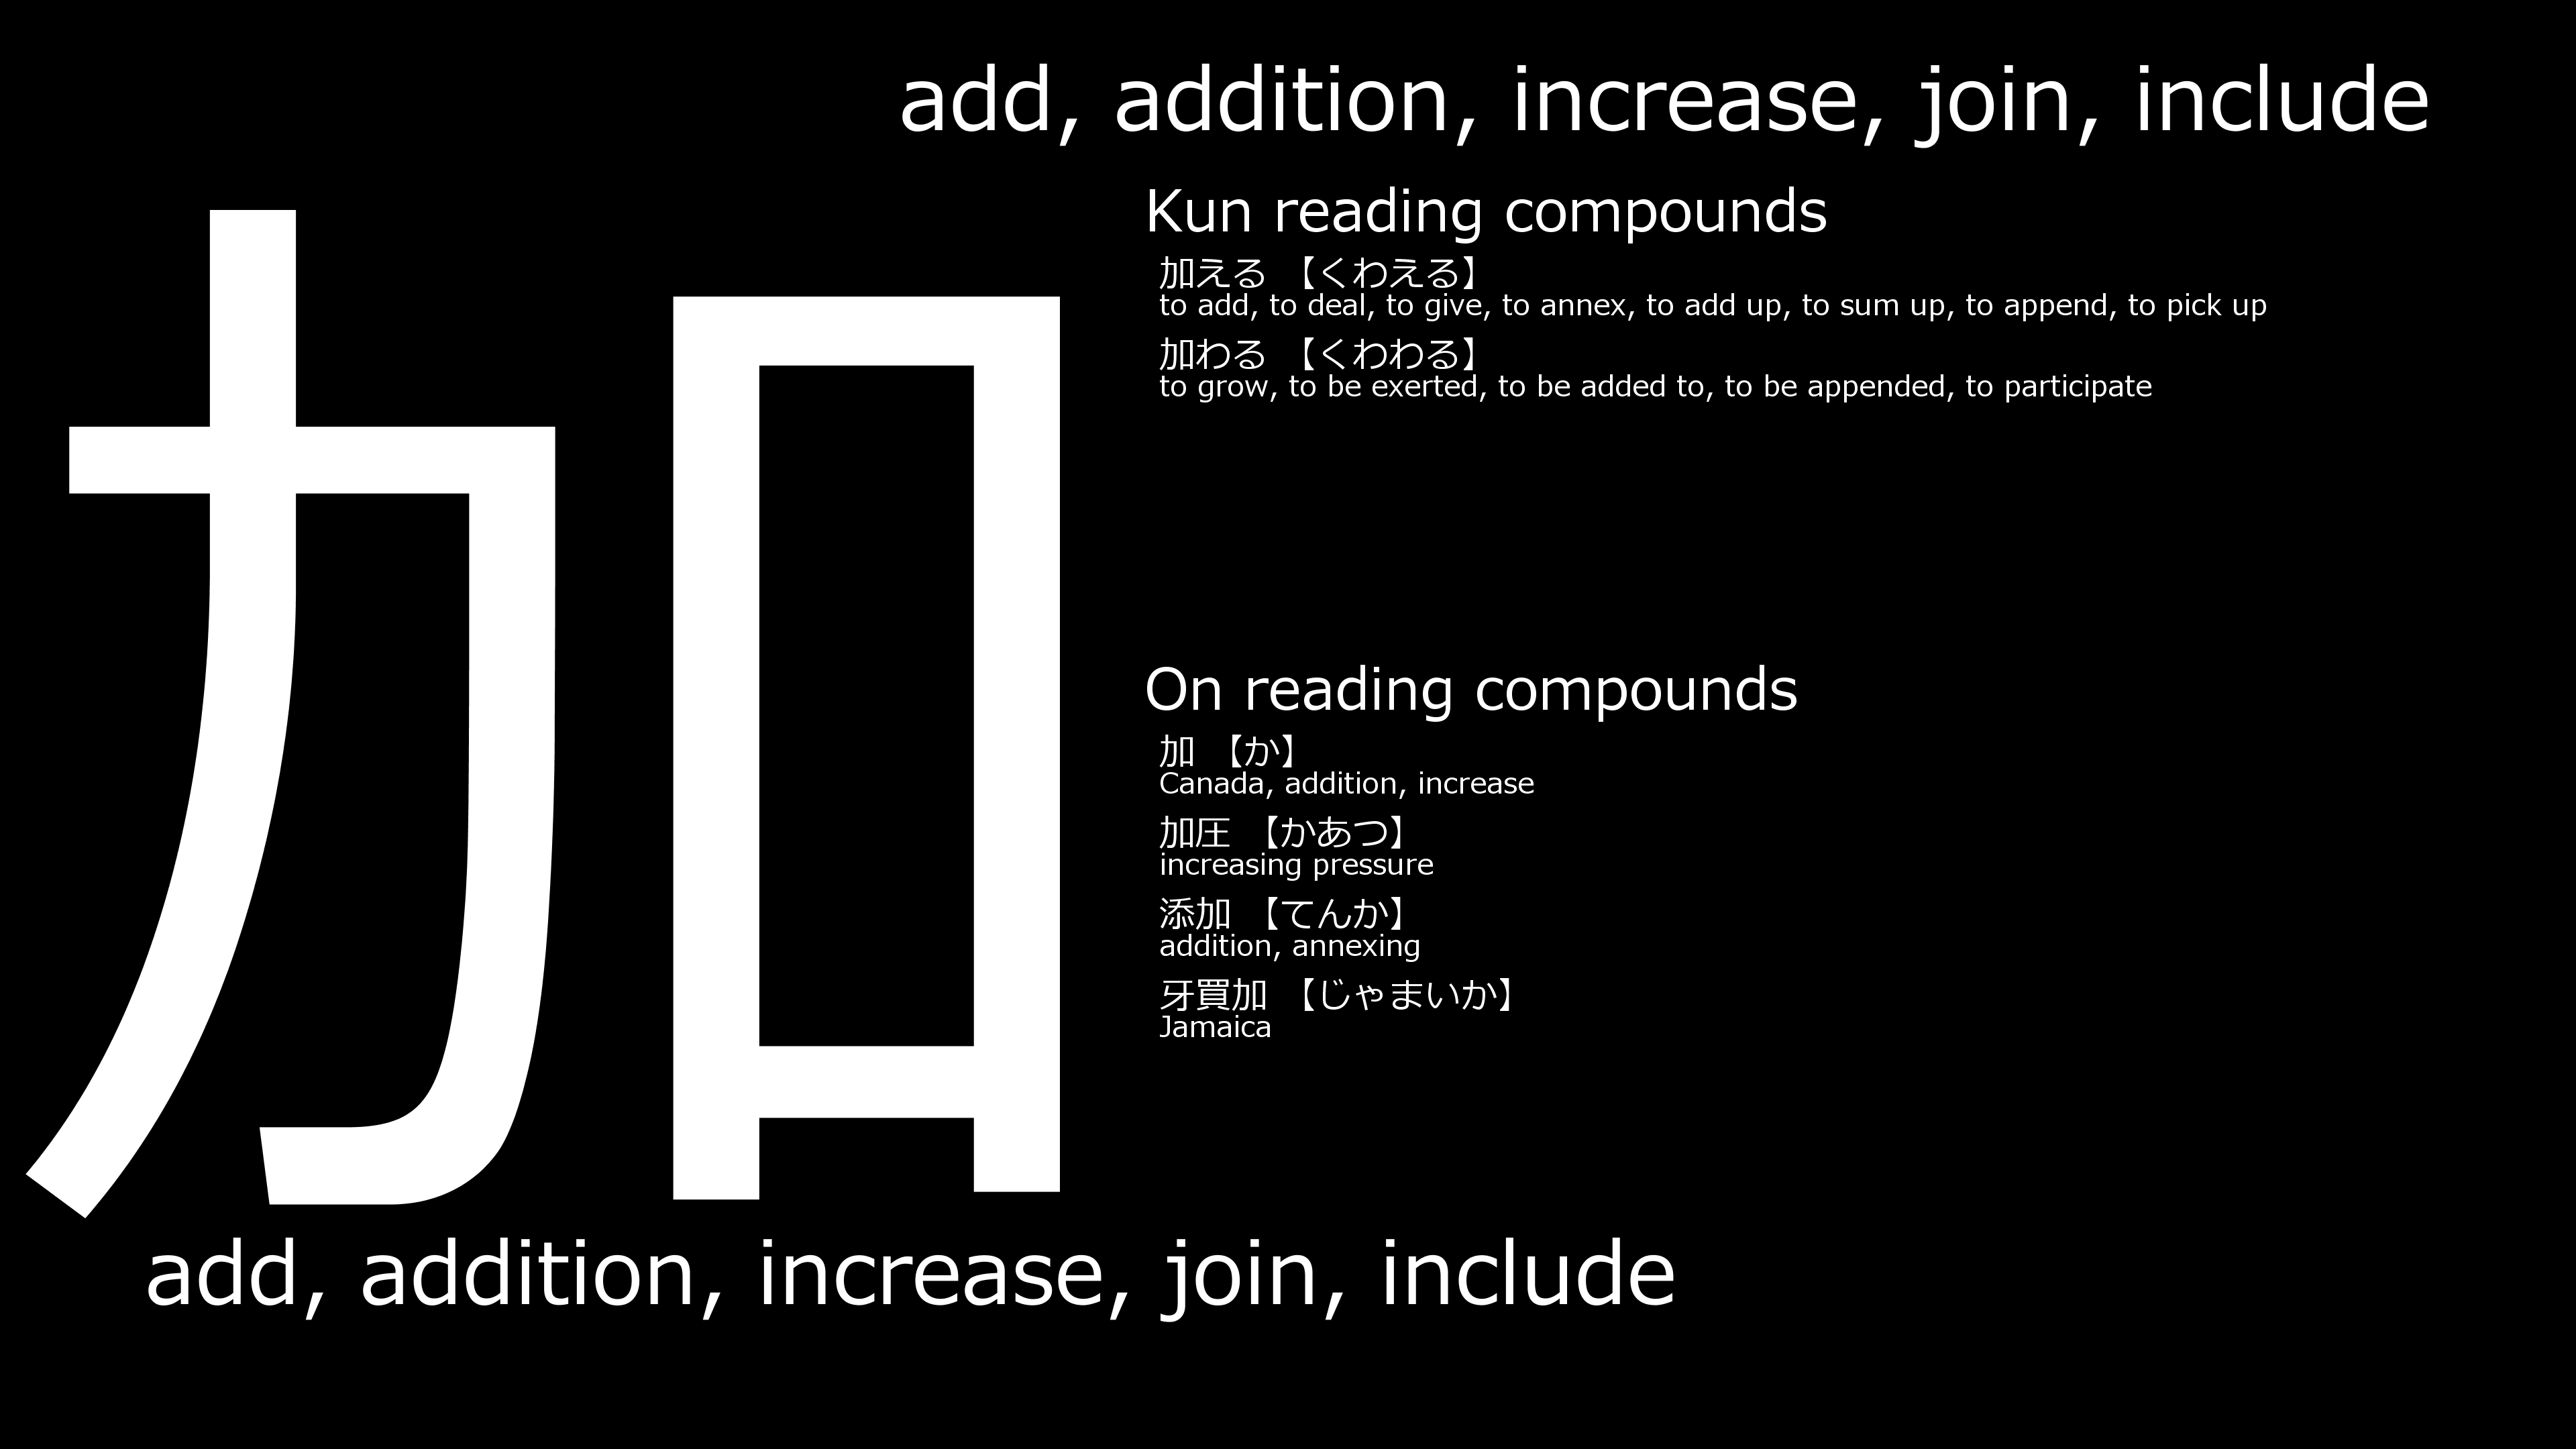 add, addition, increase, join, include
加
Kun reading compounds
加える 【くわえる】
to add, to deal, to give, to annex, to add up, to sum up, to append, to pick up
加わる 【くわわる】
to grow, to be exerted, to be added to, to be appended, to participate
On reading compounds
加 【か】
Canada, addition, increase
加圧 【かあつ】
increasing pressure
添加 【てんか】
addition, annexing
牙買加 【じゃまいか】
Jamaica
add, addition, increase, join, include